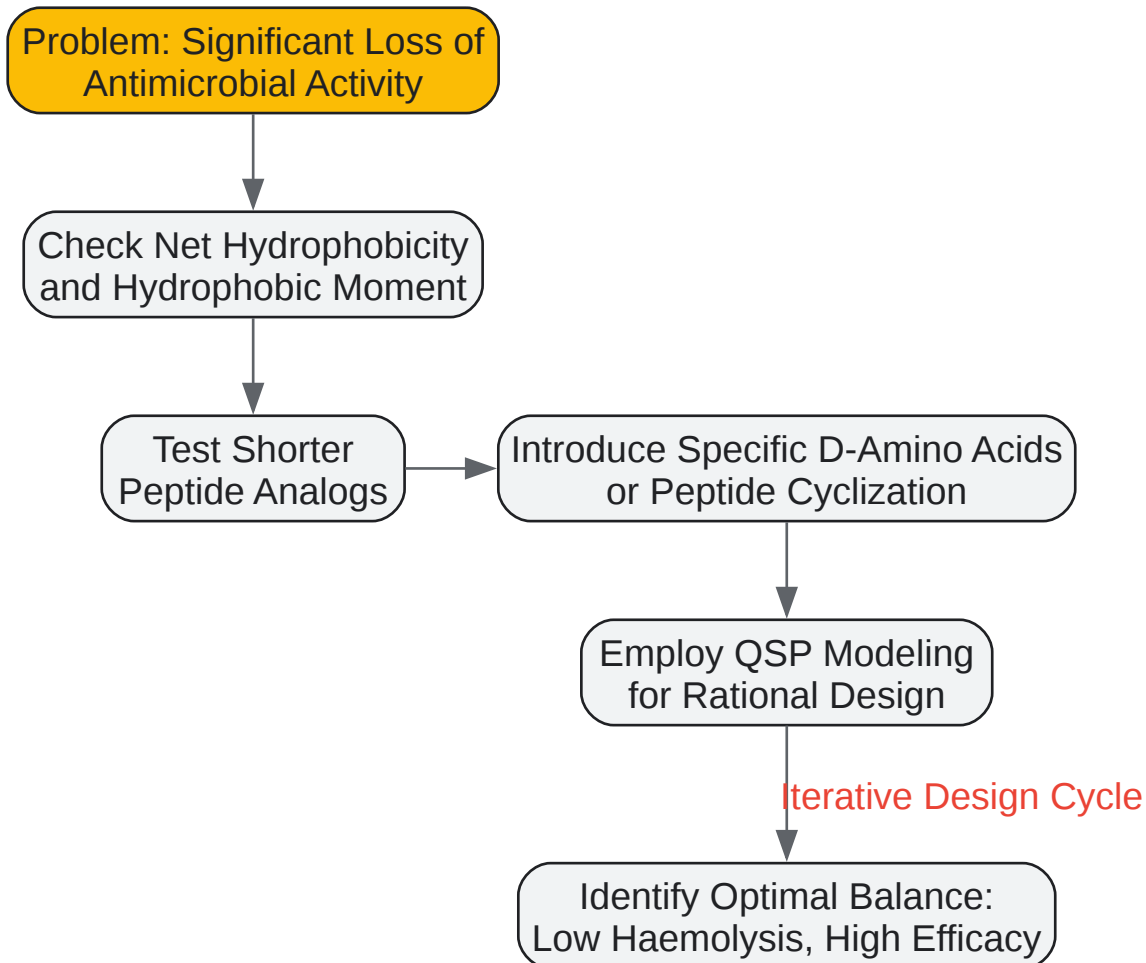 Problem: Significant Loss of
Antimicrobial Activity
Check Net Hydrophobicity
and Hydrophobic Moment
Test Shorter
Peptide Analogs
Introduce Specific D-Amino Acids
or Peptide Cyclization
Employ QSP Modeling
for Rational Design
Iterative Design Cycle
Identify Optimal Balance:
Low Haemolysis, High Efficacy